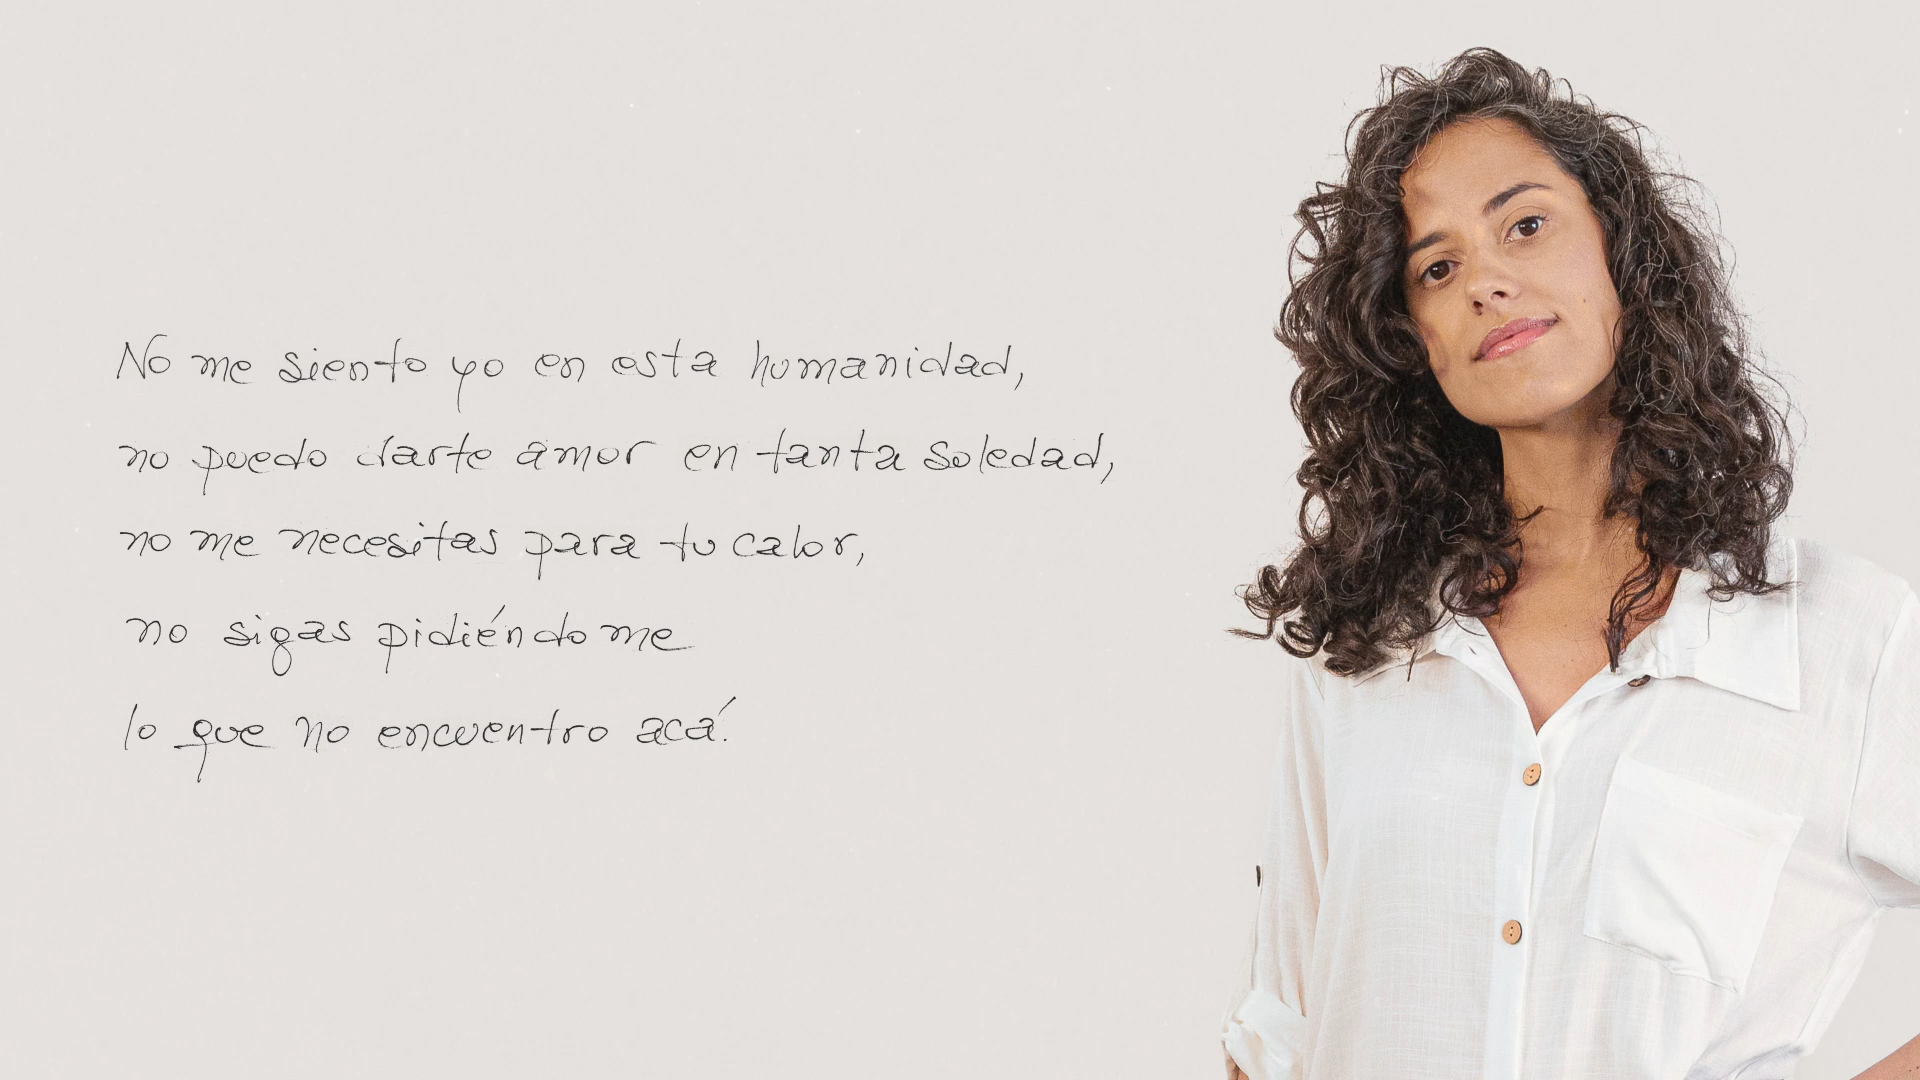 No me siento yo en esta humanidad,
no puedo darte amor en tanta soledad,
no me necesitas para tu calor,
no sigas pidiéndome
lo que no encuentro acá.